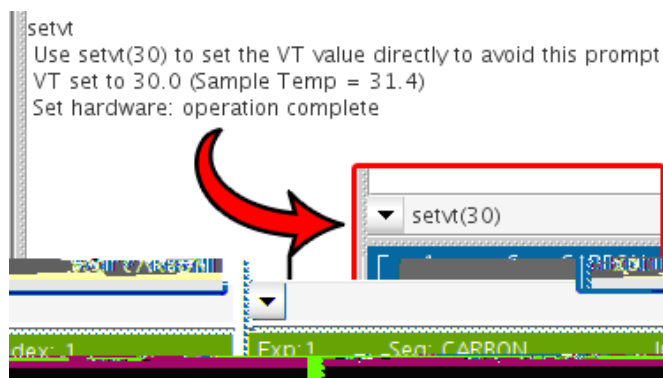 setvt
Use setvt(30) to set the VT value directly to avoid this prompt
VT set to 30.0 (Sample Temp = 31.4)
Set hardware: operation complete
setvt(30)
dex: 1 Exp: 1 Seq: CARBON